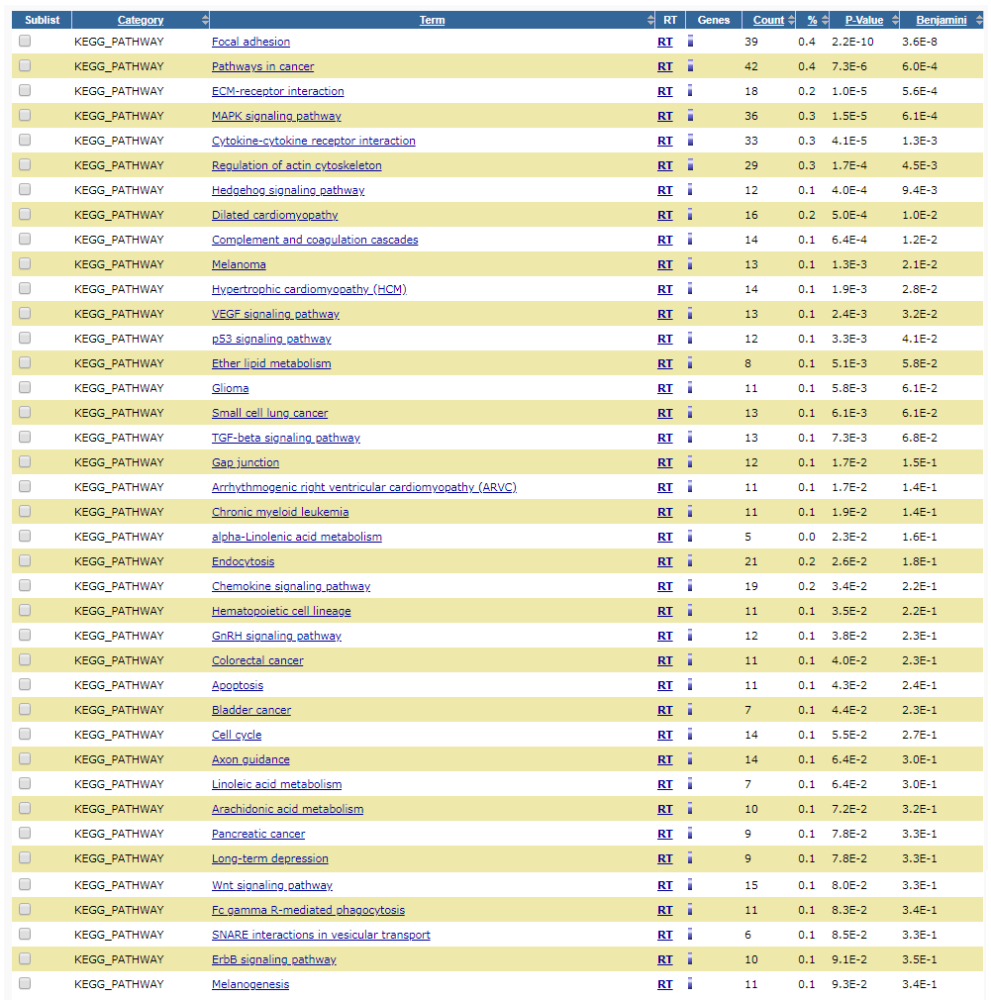 Sublist Category Term RT Genes Count % P-Value Benjamini
KEGG_PATHWAY Focal adhesion RT 39 0.4 2.2E-10 3.6E-8
KEGG_PATHWAY Pathways in cancer RT 42 0.4 7.3E-6 6.0E-4
KEGG_PATHWAY ECM-receptor interaction RT 18 0.2 1.0E-5 5.6E-4
KEGG_PATHWAY MAPK signaling pathway RT 36 0.3 1.5E-5 6.1E-4
KEGG_PATHWAY Cytokine-cytokine receptor interaction RT 33 0.3 4.1E-5 1.3E-3
KEGG_PATHWAY Regulation of actin cytoskeleton RT 29 0.3 1.7E-4 4.5E-3
KEGG_PATHWAY Hedgehog signaling pathway RT 12 0.1 4.0E-4 9.4E-3
KEGG_PATHWAY Dilated cardiomyopathy RT 16 0.2 5.0E-4 1.0E-2
KEGG_PATHWAY Complement and coagulation cascades RT 14 0.1 6.4E-4 1.2E-2
KEGG_PATHWAY Melanoma RT 13 0.1 1.3E-3 2.1E-2
KEGG_PATHWAY Hypertrophic cardiomyopathy (HCM) RT 14 0.1 1.9E-3 2.8E-2
KEGG_PATHWAY VEGF signaling pathway RT 13 0.1 2.4E-3 3.2E-2
KEGG_PATHWAY p53 signaling pathway RT 12 0.1 3.3E-3 4.1E-2
KEGG_PATHWAY Ether lipid metabolism RT 8 0.1 5.1E-3 5.8E-2
KEGG_PATHWAY Glioma RT 11 0.1 5.8E-3 6.1E-2
KEGG_PATHWAY Small cell lung cancer RT 13 0.1 6.1E-3 6.1E-2
KEGG_PATHWAY TGF-beta signaling pathway RT 13 0.1 7.3E-3 6.8E-2
KEGG_PATHWAY Gap junction RT 12 0.1 1.7E-2 1.5E-1
KEGG_PATHWAY Arrhythmogenic right ventricular cardiomyopathy (ARVC) RT 11 0.1 1.7E-2 1.4E-1
KEGG_PATHWAY Chronic myeloid leukemia RT 11 0.1 1.9E-2 1.4E-1
KEGG_PATHWAY alpha-Linolenic acid metabolism RT 5 0.0 2.3E-2 1.6E-1
KEGG_PATHWAY Endocytosis RT 21 0.2 2.6E-2 1.8E-1
KEGG_PATHWAY Chemokine signaling pathway RT 19 0.2 3.4E-2 2.2E-1
KEGG_PATHWAY Hematopoietic cell lineage RT 11 0.1 3.5E-2 2.2E-1
KEGG_PATHWAY GnRH signaling pathway RT 12 0.1 3.8E-2 2.3E-1
KEGG_PATHWAY Colorectal cancer RT 11 0.1 4.0E-2 2.3E-1
KEGG_PATHWAY Apoptosis RT 11 0.1 4.3E-2 2.4E-1
KEGG_PATHWAY Bladder cancer RT 7 0.1 4.4E-2 2.3E-1
KEGG_PATHWAY Cell cycle RT 14 0.1 5.5E-2 2.7E-1
KEGG_PATHWAY Axon guidance RT 14 0.1 6.4E-2 3.0E-1
KEGG_PATHWAY Linoleic acid metabolism RT 7 0.1 6.4E-2 3.0E-1
KEGG_PATHWAY Arachidonic acid metabolism RT 10 0.1 7.2E-2 3.2E-1
KEGG_PATHWAY Pancreatic cancer RT 9 0.1 7.8E-2 3.3E-1
KEGG_PATHWAY Long-term depression RT 9 0.1 7.8E-2 3.3E-1
KEGG_PATHWAY Wnt signaling pathway RT 15 0.1 8.0E-2 3.3E-1
KEGG_PATHWAY Fc gamma R-mediated phagocytosis RT 11 0.1 8.3E-2 3.4E-1
KEGG_PATHWAY SNARE interactions in vesicular transport RT 6 0.1 8.5E-2 3.3E-1
KEGG_PATHWAY ErbB signaling pathway RT 10 0.1 9.1E-2 3.5E-1
KEGG_PATHWAY Melanogenesis RT 11 0.1 9.3E-2 3.4E-1